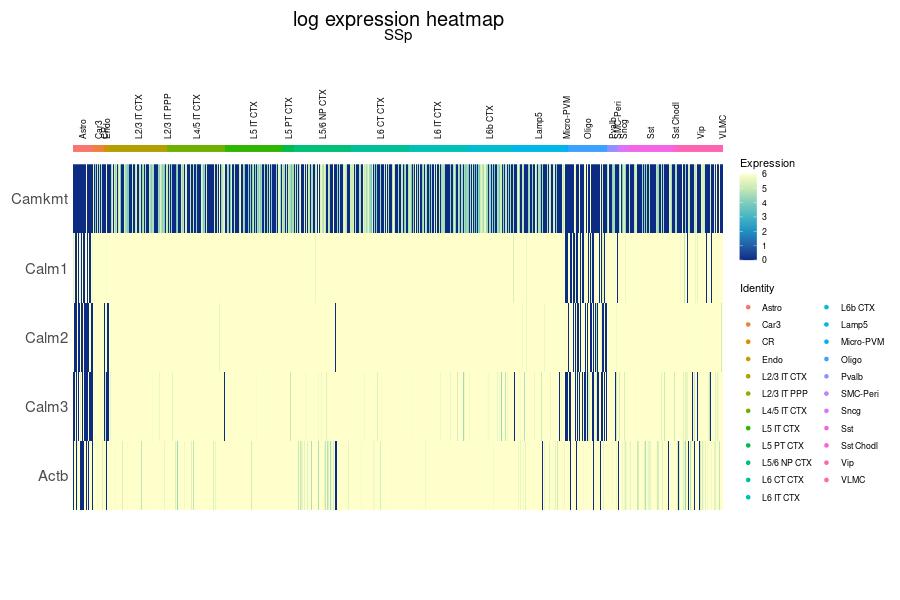 log expression heatmap
SSp
Astro
Car3
CR
Endo
L2/3 IT CTX
L2/3 IT PPP
L4/5 IT CTX
L5 IT CTX
L5 PT CTX
L5/6 NP CTX
L6 CT CTX
L6 IT CTX
L6b CTX
Lamp5
Micro-PVM
Oligo
Pvalb
SMC-Peri
Sncg
Sst
Sst Chodl
Vip
VLMC
Camkmt
Calm1
Calm2
Calm3
Actb
Expression
6
5
4
3
2
1
0
Identity
Astro
Car3
CR
Endo
L2/3 IT CTX
L2/3 IT PPP
L4/5 IT CTX
L5 IT CTX
L5 PT CTX
L5/6 NP CTX
L6 CT CTX
L6 IT CTX
L6b CTX
Lamp5
Micro-PVM
Oligo
Pvalb
SMC-Peri
Sncg
Sst
Sst Chodl
Vip
VLMC